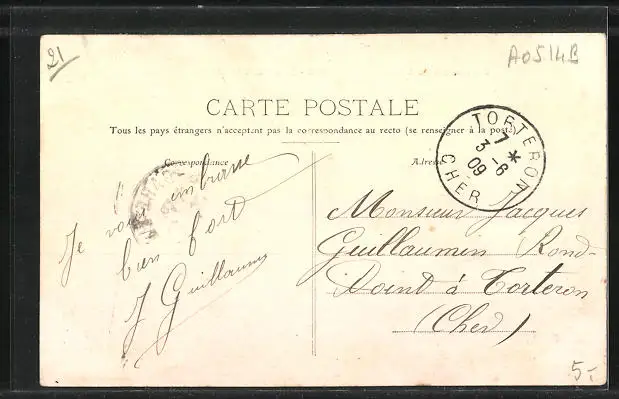 21
A0514B
CARTE POSTALE
Tous les pays étrangers n'acceptent pas la correspondance au recto (se renseigner à la poste)
Correspondance
Adresse
TORTERON
7 *
3 -6
09
CHER
Je vous embrasse
bien fort
J Guillaumin
Monsieur Jacques
Guillaumin Rond-
Point à Torteron
(Cher)
5.-